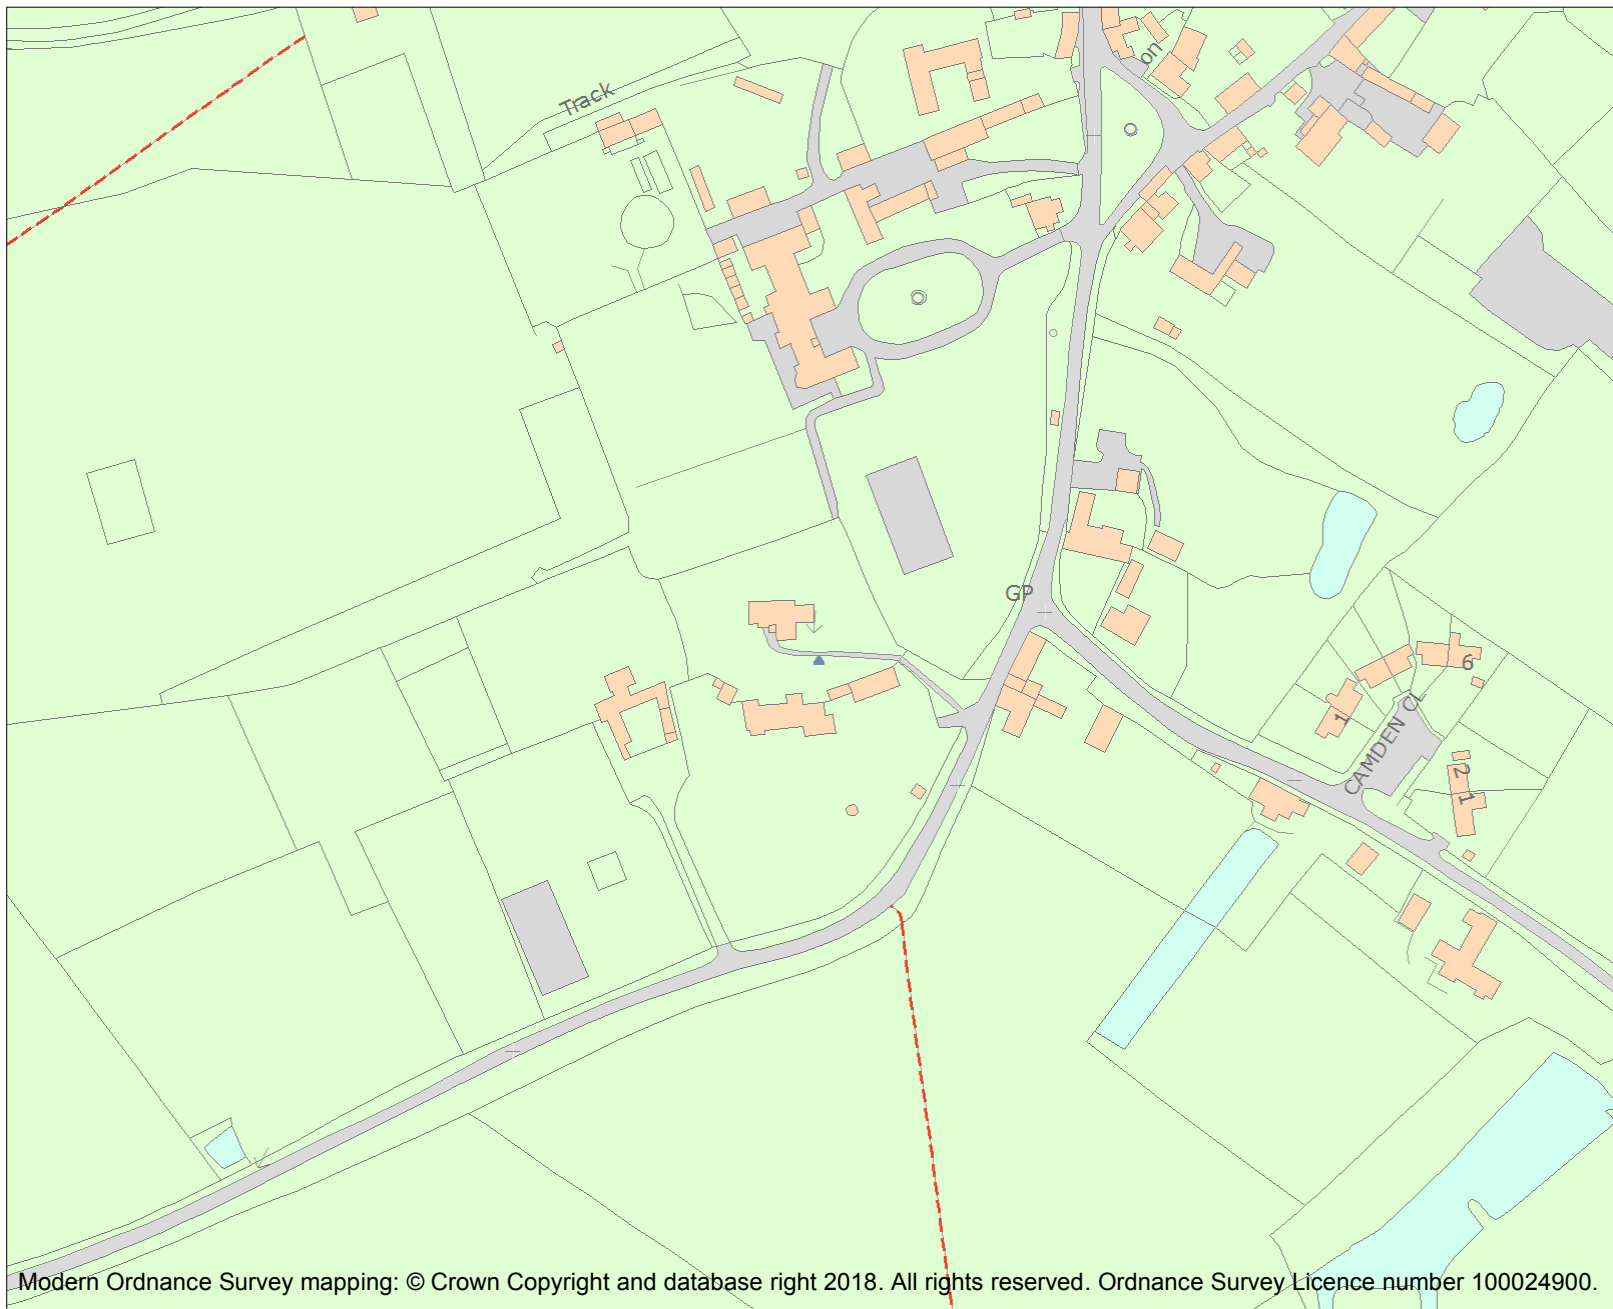 on
Track
GP
6
1
CAMDEN CL
2
1
Modern Ordnance Survey mapping: © Crown Copyright and database right 2018. All rights reserved. Ordnance Survey Licence number 100024900.